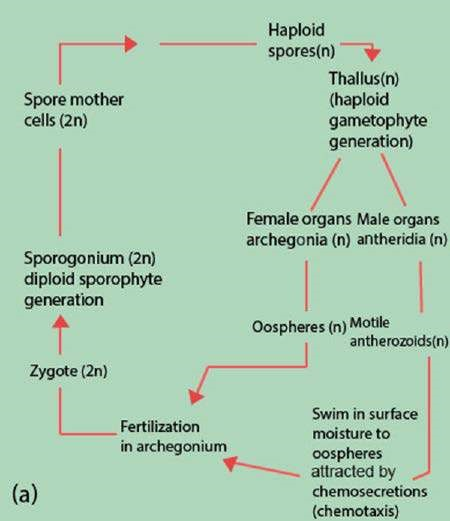 Haploid
spores(n)
Thallus(n)
(haploid
gametophyte
generation)
Spore mother
cells (2n)
Female organs
archegonia (n)
Male organs
antheridia (n)
Sporogonium (2n)
diploid sporophyte
generation
Oospheres (n)
Motile
antherozoids(n)
Zygote (2n)
Fertilization
in archegonium
Swim in surface
moisture to
oospheres
attracted by
chemosecretions
(chemotaxis)
(a)